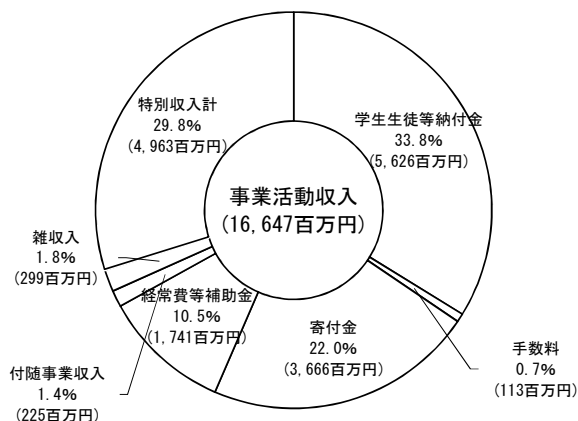 事業活動収入
(16,647百万円)
学生生徒等納付金
33.8%
(5,626百万円)
手数料
0.7%
(113百万円)
寄付金
22.0%
(3,666百万円)
経常費等補助金
10.5%
(1,741百万円)
付随事業収入
1.4%
(225百万円)
雑収入
1.8%
(299百万円)
特別収入計
29.8%
(4,963百万円)